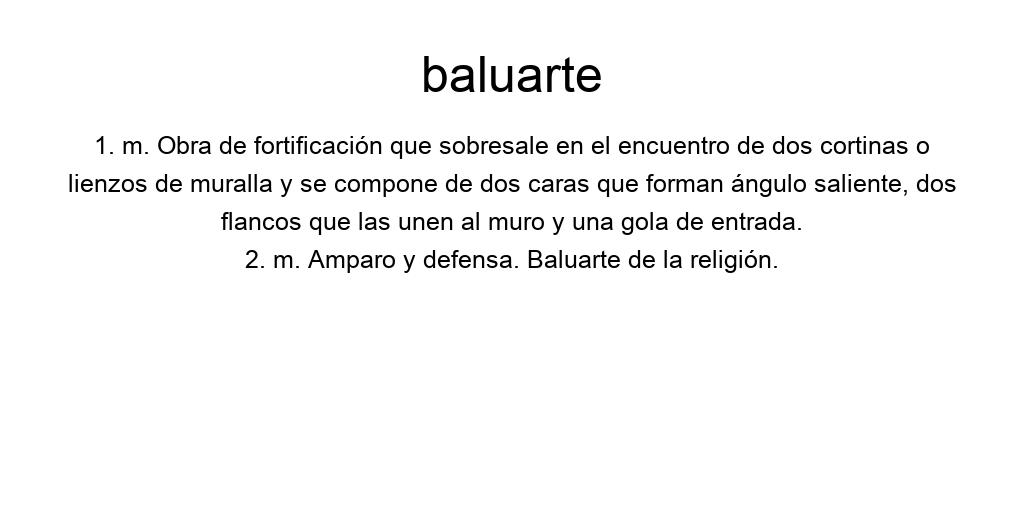 baluarte
1. m. Obra de fortificación que sobresale en el encuentro de dos cortinas o
lienzos de muralla y se compone de dos caras que forman ángulo saliente, dos
flancos que las unen al muro y una gola de entrada.
2. m. Amparo y defensa. Baluarte de la religión.